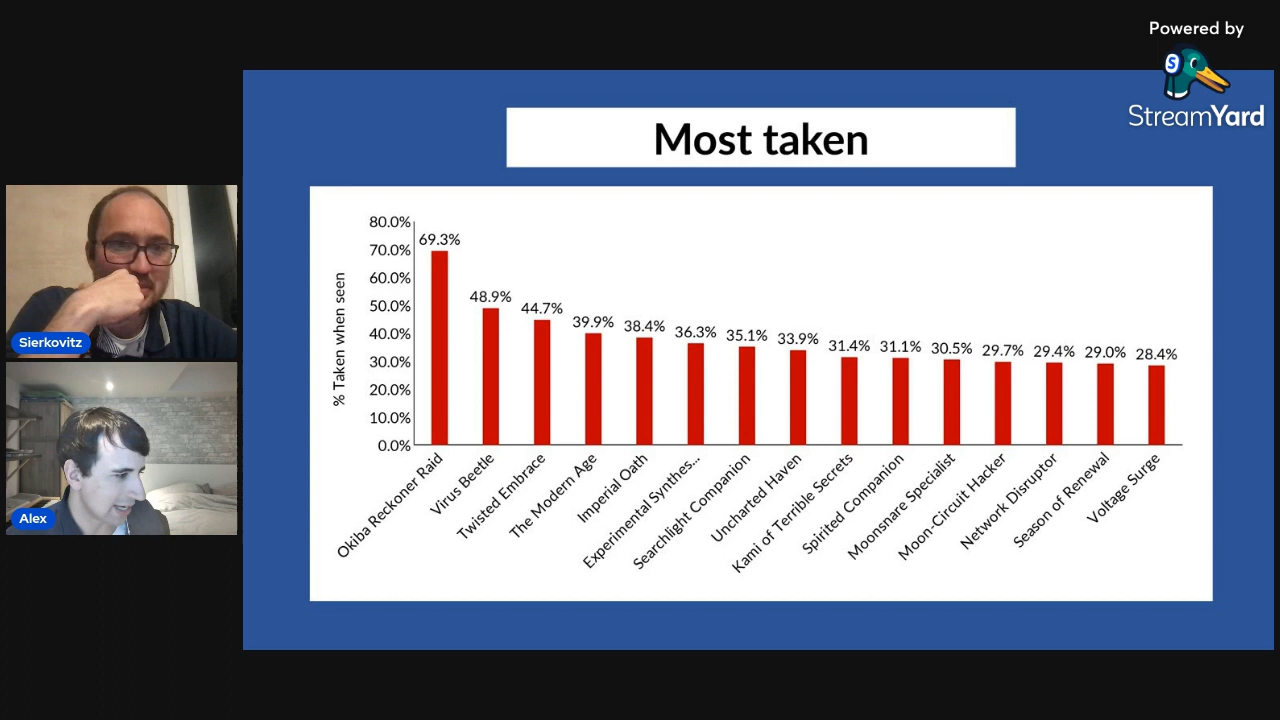 Powered by
StreamYard
Most taken
% Taken when seen
80.0%
70.0%
60.0%
50.0%
40.0%
30.0%
20.0%
10.0%
0.0%
69.3%
48.9%
44.7%
39.9%
38.4%
36.3%
35.1%
33.9%
31.4%
31.1%
30.5%
29.7%
29.4%
29.0%
28.4%
Okiba Reckoner Raid
Virus Beetle
Twisted Embrace
The Modern Age
Imperial Oath
Experimental Synthes...
Searchlight Companion
Uncharted Haven
Kami of Terrible Secrets
Spirited Companion
Moonsnare Specialist
Moon-Circuit Hacker
Network Disruptor
Season of Renewal
Voltage Surge
Sierkovitz
Alex
S